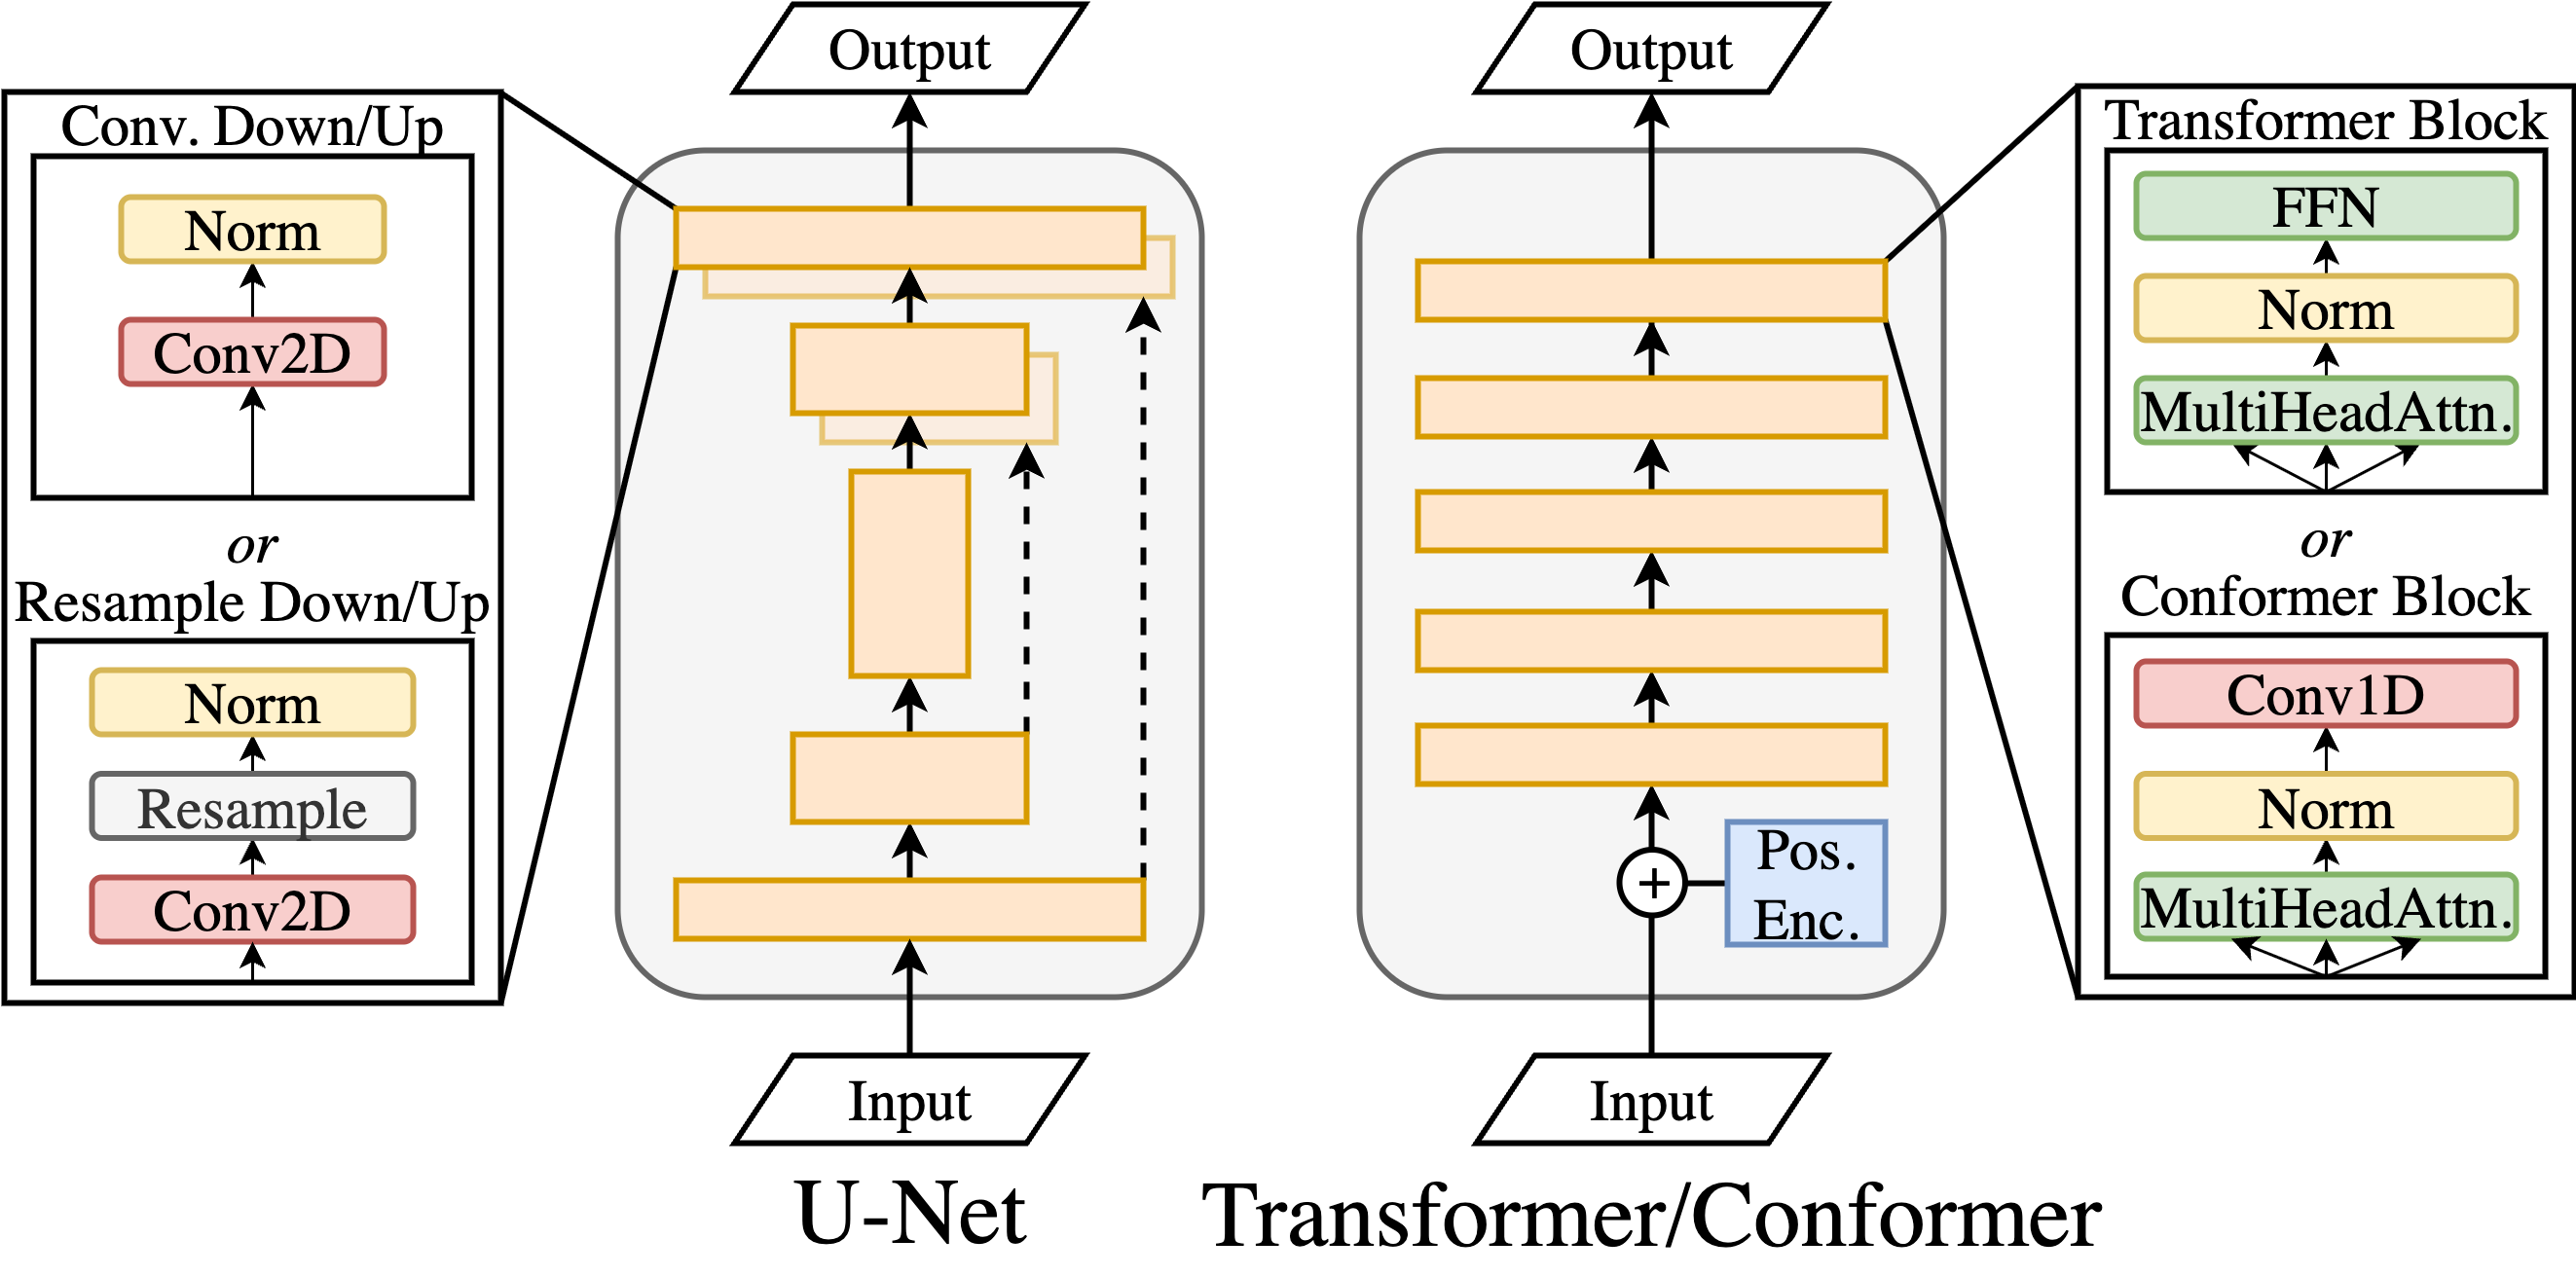 Conv. Down/Up
Norm
Conv2D
or
Resample Down/Up
Norm
Resample
Conv2D
Output
Input
U-Net
Output
Pos.
Enc.
Input
Transformer/Conformer
Transformer Block
FFN
Norm
MultiHeadAttn.
or
Conformer Block
Conv1D
Norm
MultiHeadAttn.